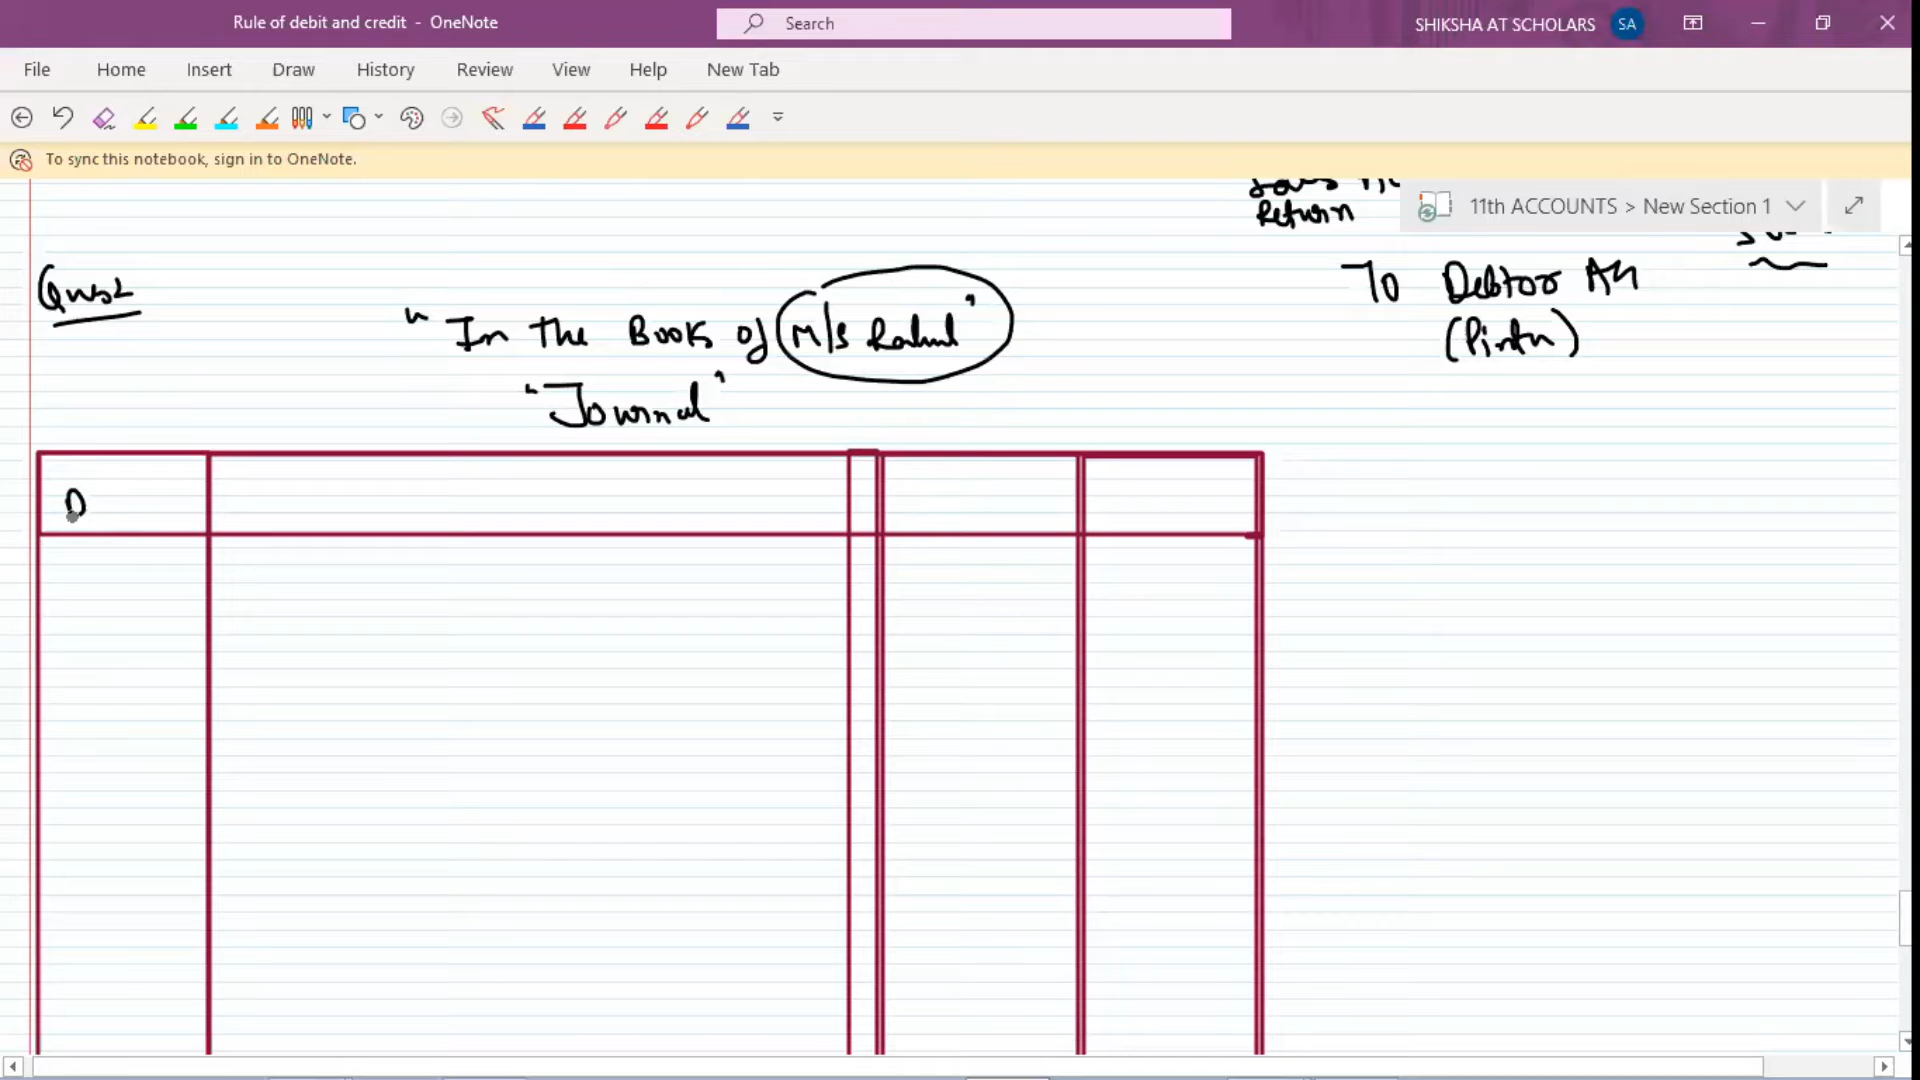 Rule of debit and credit - OneNote
Search
SHIKSHA AT SCHOLARS SA
File Home Insert Draw History Review View Help New Tab
To sync this notebook, sign in to OneNote.
Return
11th ACCOUNTS > New Section 1
Ques
"In the Book of M/S Rahul"
"Journal"
To Debtor A/c
(Pintu)
D